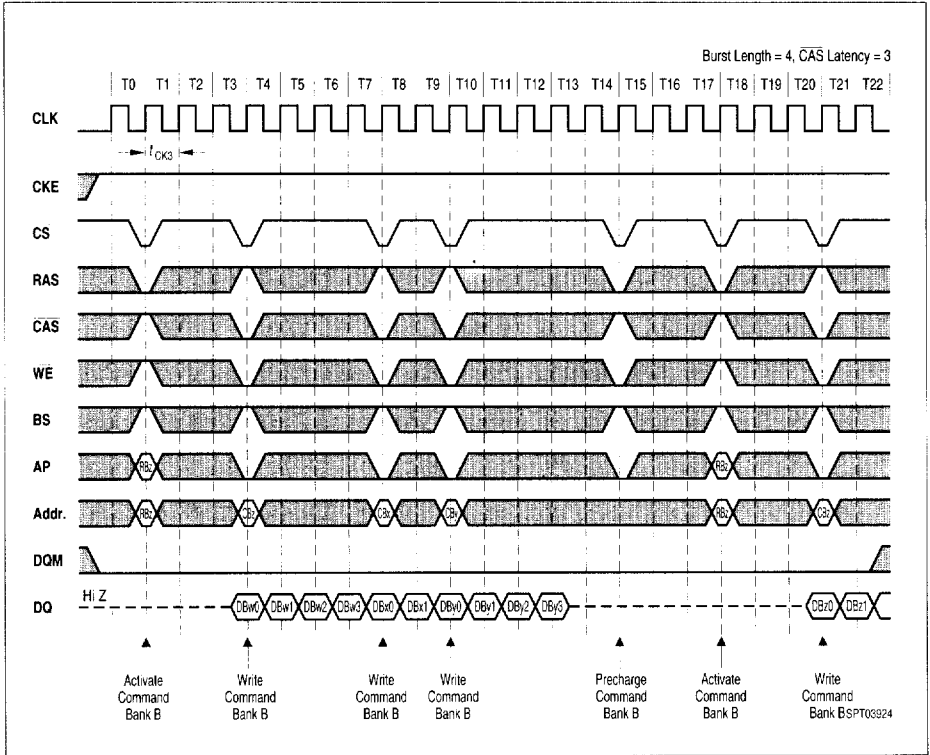 Burst Length = 4, CAS Latency = 3
T0 T1 T2 T3 T4 T5 T6 T7 T8 T9 T10 T11 T12 T13 T14 T15 T16 T17 T18 T19 T20 T21 T22
CLK
tCK3
CKE
CS
RAS
CAS
WE
BS
AP RBz RBz
Addr. RBz CBz CBx CBy RBz CBz
DQM
DQ Hi Z DBw0 DBw1 DBw2 DBw3 DBx0 DBx1 DBy0 DBy1 DBy2 DBy3 DBz0 DBz1
Activate Write Write Write Precharge Activate Write
Command Command Command Command Command Command Command
Bank B Bank B Bank B Bank B Bank B Bank B Bank B SPT03924